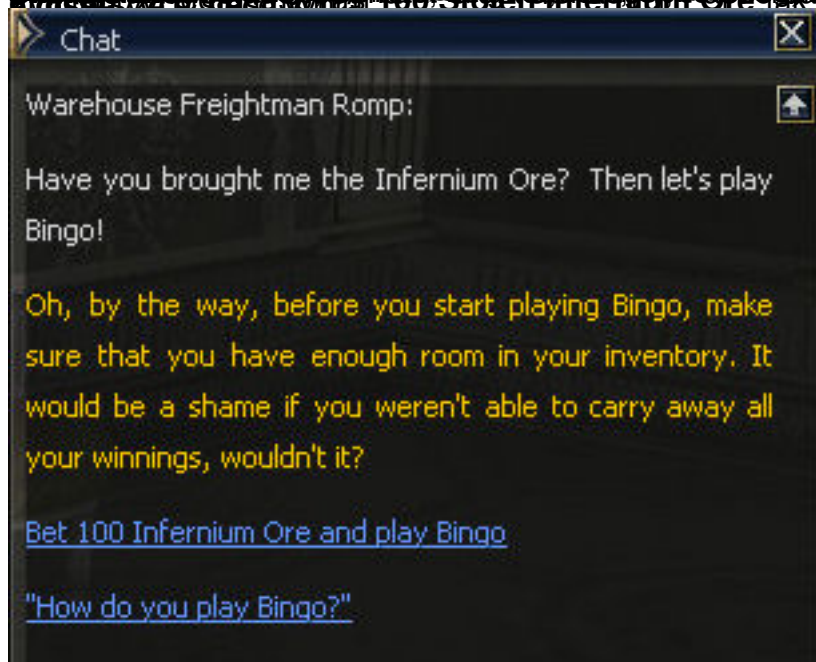 Chat
Warehouse Freightman Romp:
Have you brought me the Infernium Ore? Then let's play
Bingo!
Oh, by the way, before you start playing Bingo, make
sure that you have enough room in your inventory. It
would be a shame if you weren't able to carry away all
your winnings, wouldn't it?
Bet 100 Infernium Ore and play Bingo
"How do you play Bingo?"